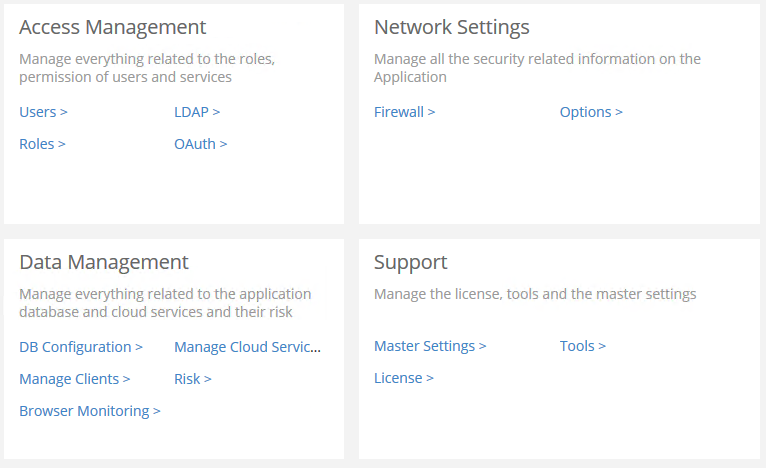 Access Management
Manage everything related to the roles,
permission of users and services
Users >
LDAP >
Roles >
OAuth >
Network Settings
Manage all the security related information on the
Application
Firewall >
Options >
Data Management
Manage everything related to the application
database and cloud services and their risk
DB Configuration >
Manage Cloud Servic...
Manage Clients >
Risk >
Browser Monitoring >
Support
Manage the license, tools and the master settings
Master Settings >
Tools >
License >